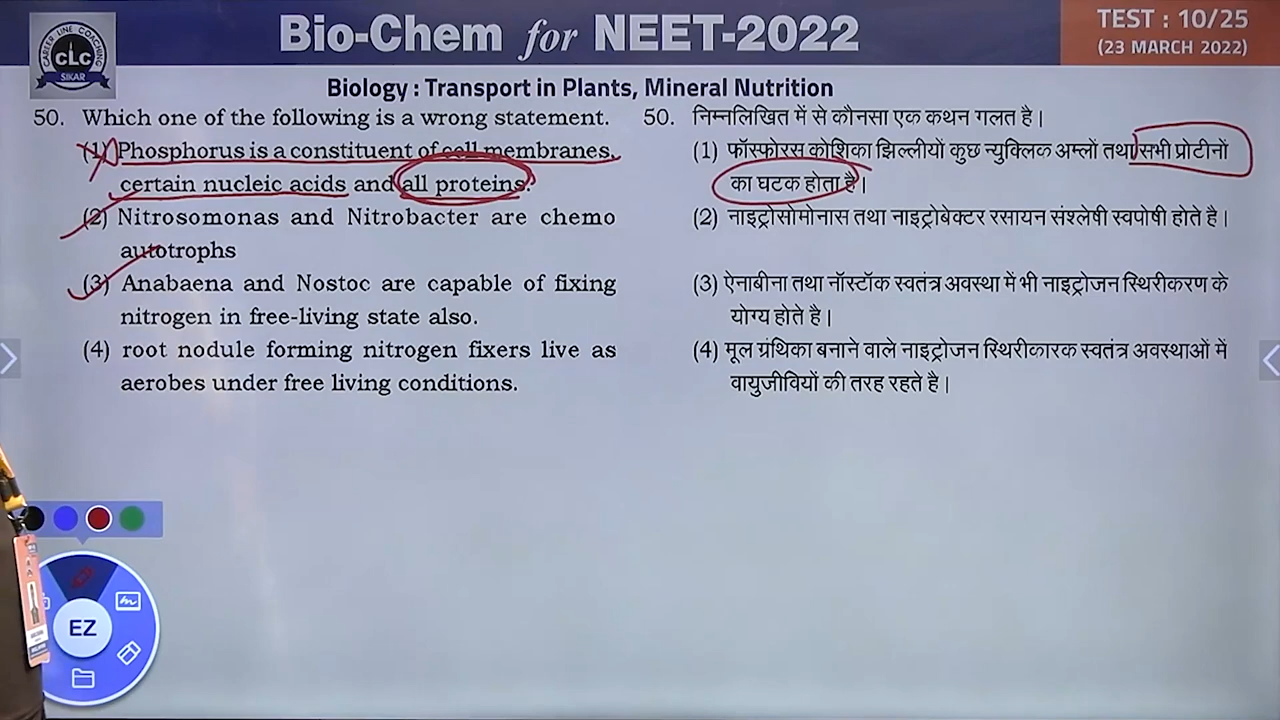 CAREER LINE COACHING
CLC
SIKAR
Bio-Chem for NEET-2022
TEST : 10/25
(23 MARCH 2022)
Biology : Transport in Plants, Mineral Nutrition
50. Which one of the following is a wrong statement.
(1) Phosphorus is a constituent of cell membranes,
certain nucleic acids and all proteins.
(2) Nitrosomonas and Nitrobacter are chemo
autotrophs
(3) Anabaena and Nostoc are capable of fixing
nitrogen in free-living state also.
(4) root nodule forming nitrogen fixers live as
aerobes under free living conditions.
50. निम्नलिखित में से कौनसा एक कथन गलत है।
(1) फॉस्फोरस कोशिका झिल्लीयों कुछ न्युक्लिक अम्लों तथा सभी प्रोटीनों
का घटक होता है।
(2) नाइट्रोसोमोनास तथा नाइट्रोबेक्टर रसायन संश्लेषी स्वपोषी होते है।
(3) ऐनाबीना तथा नॉस्टॉक स्वतंत्र अवस्था में भी नाइट्रोजन स्थिरीकरण के
योग्य होते है।
(4) मूल ग्रंथिका बनाने वाले नाइट्रोजन स्थिरीकारक स्वतंत्र अवस्थाओं में
वायुजीवियों की तरह रहते है।
EZ